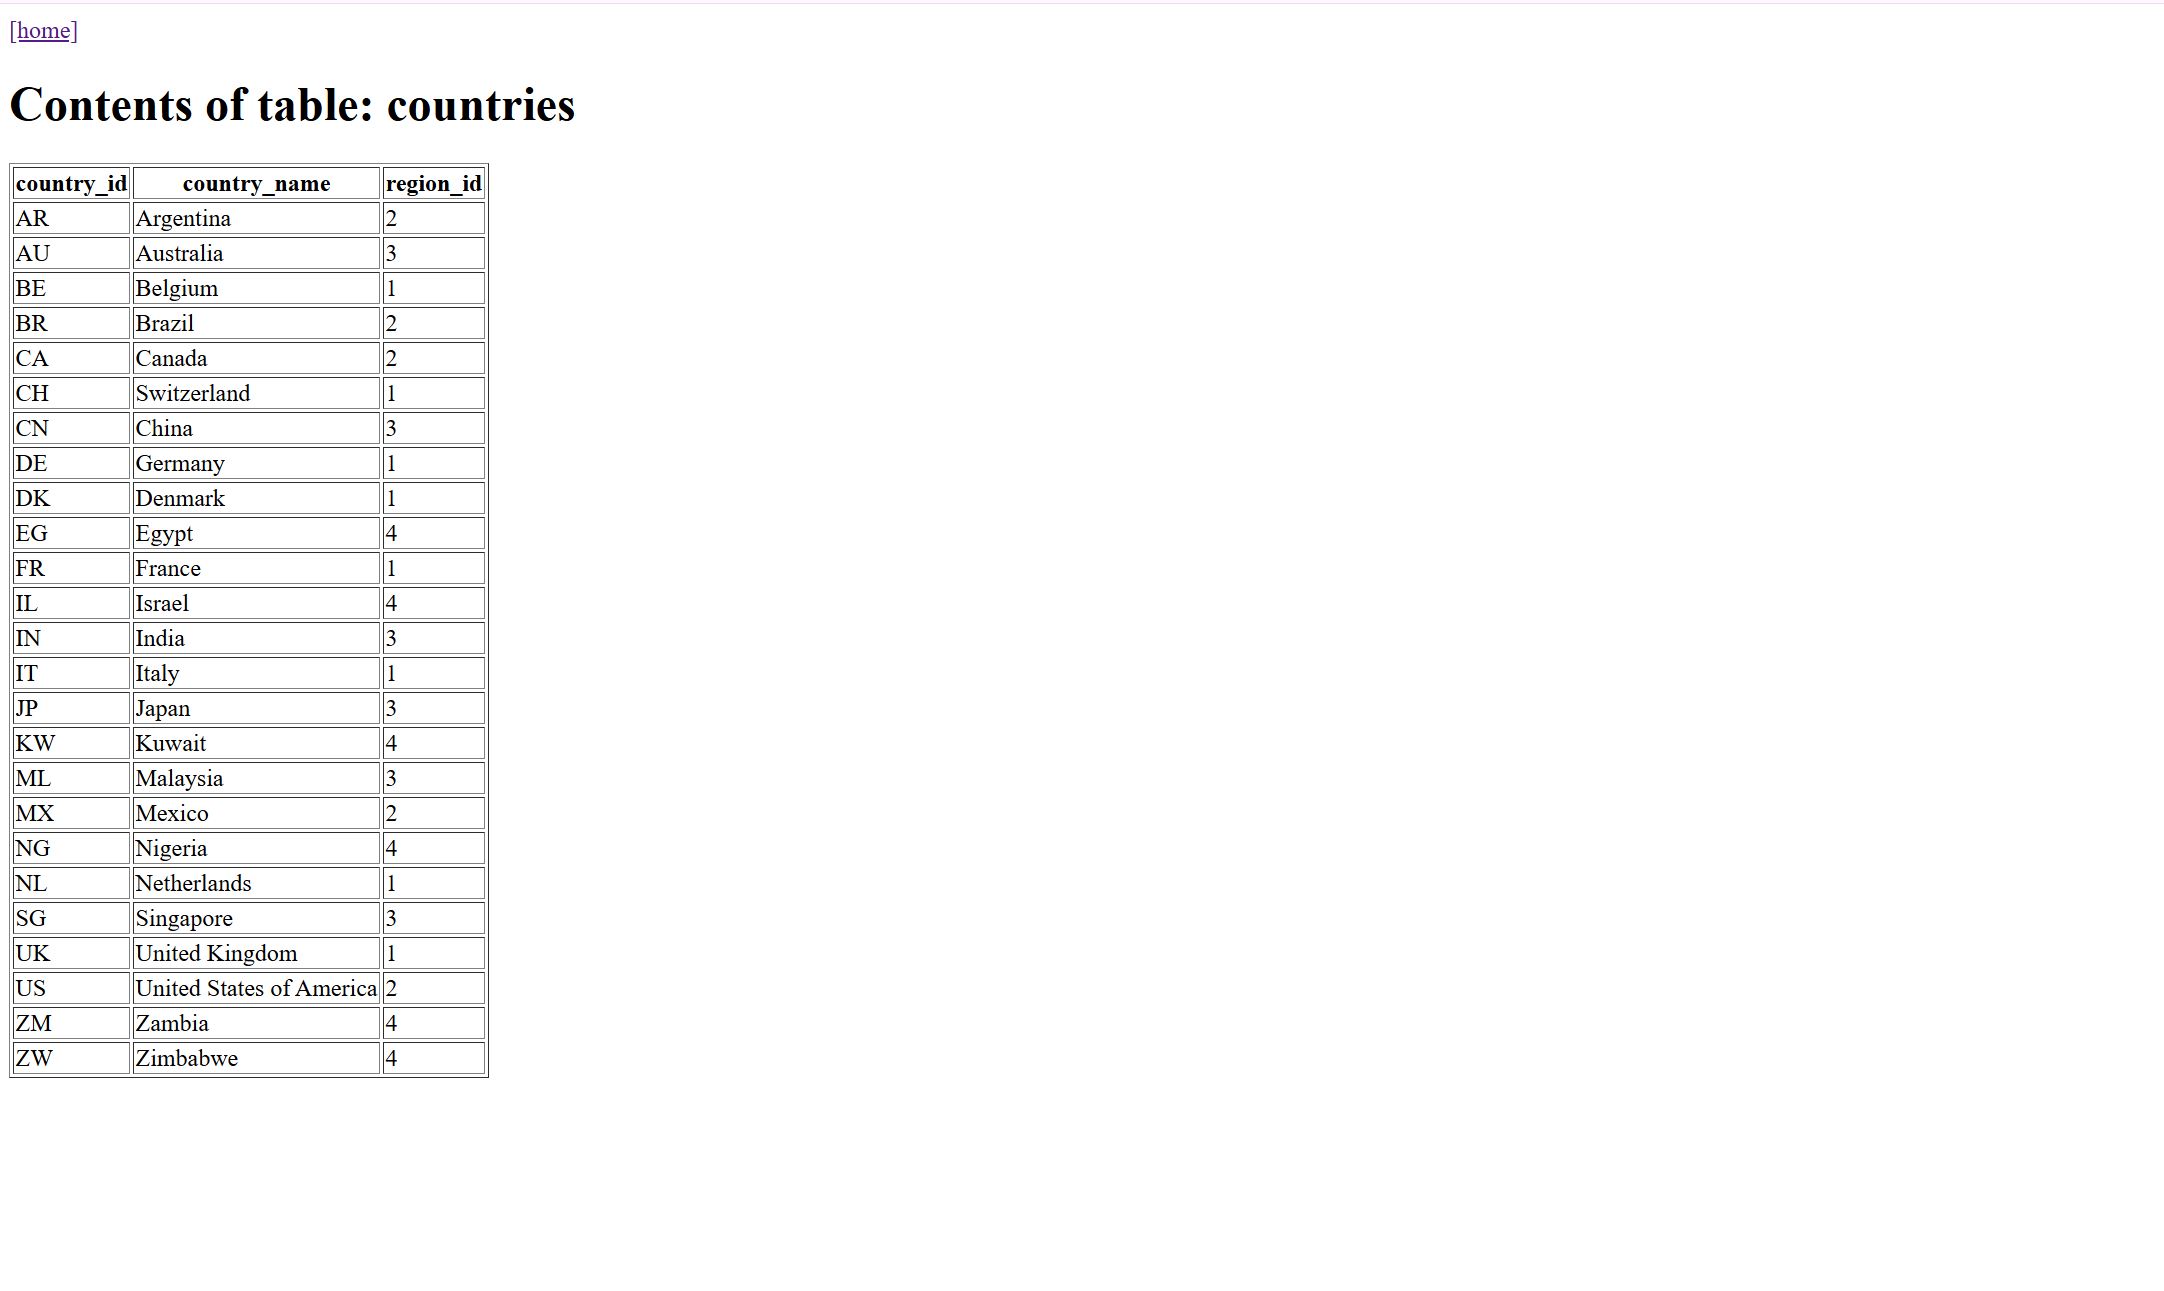 [home]
Contents of table: countries
country_id country_name region_id
AR Argentina 2
AU Australia 3
BE Belgium 1
BR Brazil 2
CA Canada 2
CH Switzerland 1
CN China 3
DE Germany 1
DK Denmark 1
EG Egypt 4
FR France 1
IL Israel 4
IN India 3
IT Italy 1
JP Japan 3
KW Kuwait 4
ML Malaysia 3
MX Mexico 2
NG Nigeria 4
NL Netherlands 1
SG Singapore 3
UK United Kingdom 1
US United States of America 2
ZM Zambia 4
ZW Zimbabwe 4